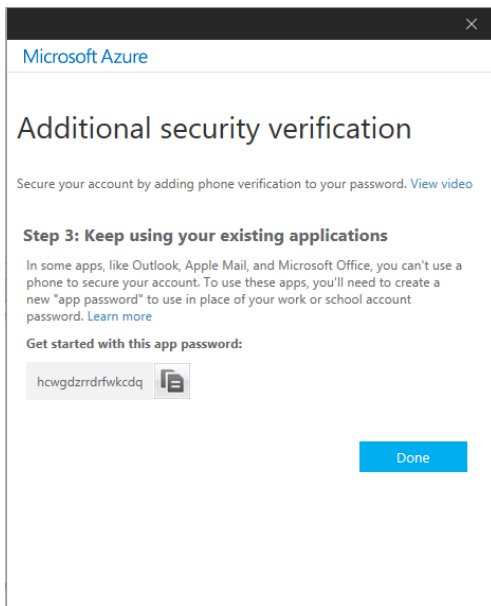 Microsoft Azure
Additional security verification
Secure your account by adding phone verification to your password. View video
Step 3: Keep using your existing applications
In some apps, like Outlook, Apple Mail, and Microsoft Office, you can't use a
phone to secure your account. To use these apps, you'll need to create a
new "app password" to use in place of your work or school account
password. Learn more
Get started with this app password:
hcwgdzrrdrfwkcdq
Done